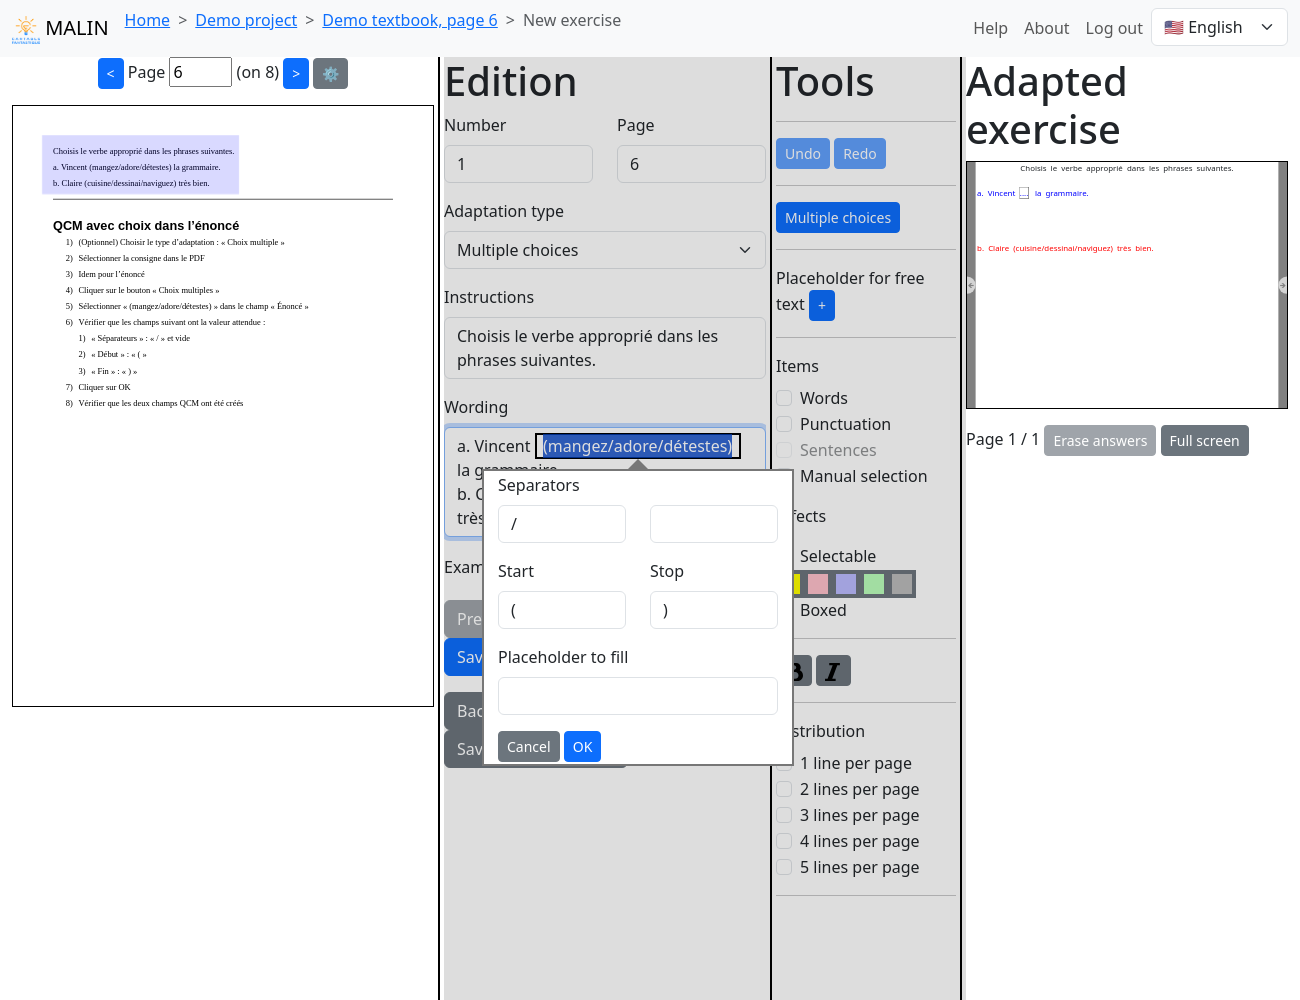 MALIN
Home > Demo project > Demo textbook, page 6 > New exercise
Help About Log out 🇺🇸 English
< Page 6 (on 8) > ⚙️
Choisis le verbe approprié dans les phrases suivantes.
a. Vincent (mangez/adore/détestes) la grammaire.
b. Claire (cuisine/dessinai/naviguez) très bien.
QCM avec choix dans l'énoncé
1) (Optionnel) Choisir le type d'adaptation : « Choix multiple »
2) Sélectionner la consigne dans le PDF
3) Idem pour l'énoncé
4) Cliquer sur le bouton « Choix multiples »
5) Sélectionner « (mangez/adore/détestes) » dans le champ « Énoncé »
6) Vérifier que les champs suivant ont la valeur attendue :
1) « Séparateurs » : « / » et vide
2) « Début » : « ( »
3) « Fin » : « ) »
7) Cliquer sur OK
8) Vérifier que les deux champs QCM ont été créés
Edition
Number Page
1 6
Adaptation type
Multiple choices
Instructions
Choisis le verbe approprié dans les
phrases suivantes.
Wording
a. Vincent (mangez/adore/détestes)
la grammaire.
b. C
très
Exam
Pre
Sav
Bac
Sav
Separators
/
Start Stop
( )
Placeholder to fill
Cancel OK
Tools
Undo Redo
Multiple choices
Placeholder for free
text +
Items
Words
Punctuation
Sentences
Manual selection
fects
Selectable
Boxed
B I
stribution
1 line per page
2 lines per page
3 lines per page
4 lines per page
5 lines per page
Adapted
exercise
Choisis le verbe approprié dans les phrases suivantes.
a. Vincent .... la grammaire.
b. Claire (cuisine/dessinai/naviguez) très bien.
Page 1 / 1 Erase answers Full screen